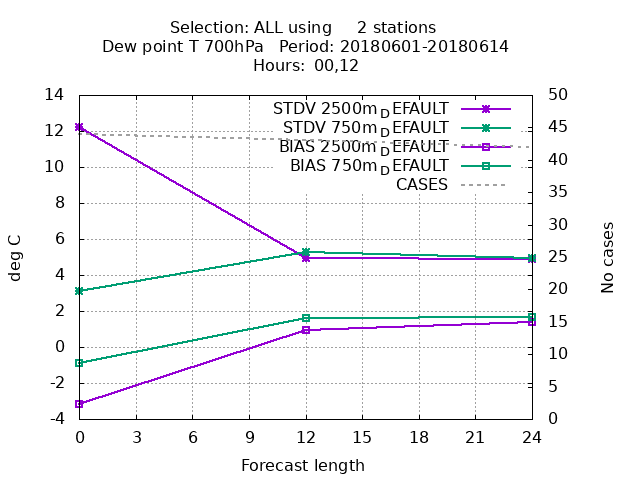 Selection: ALL using     2 stations
Dew point T 700hPa   Period: 20180601-20180614
Hours:  00,12
14
12
10
8
6
4
2
0
-2
-4
deg C
STDV 2500m_DEFAULT
STDV 750m_DEFAULT
BIAS 2500m_DEFAULT
BIAS 750m_DEFAULT
CASES
50
45
40
35
30
25
20
15
10
5
0
No cases
0 3 6 9 12 15 18 21 24
Forecast length